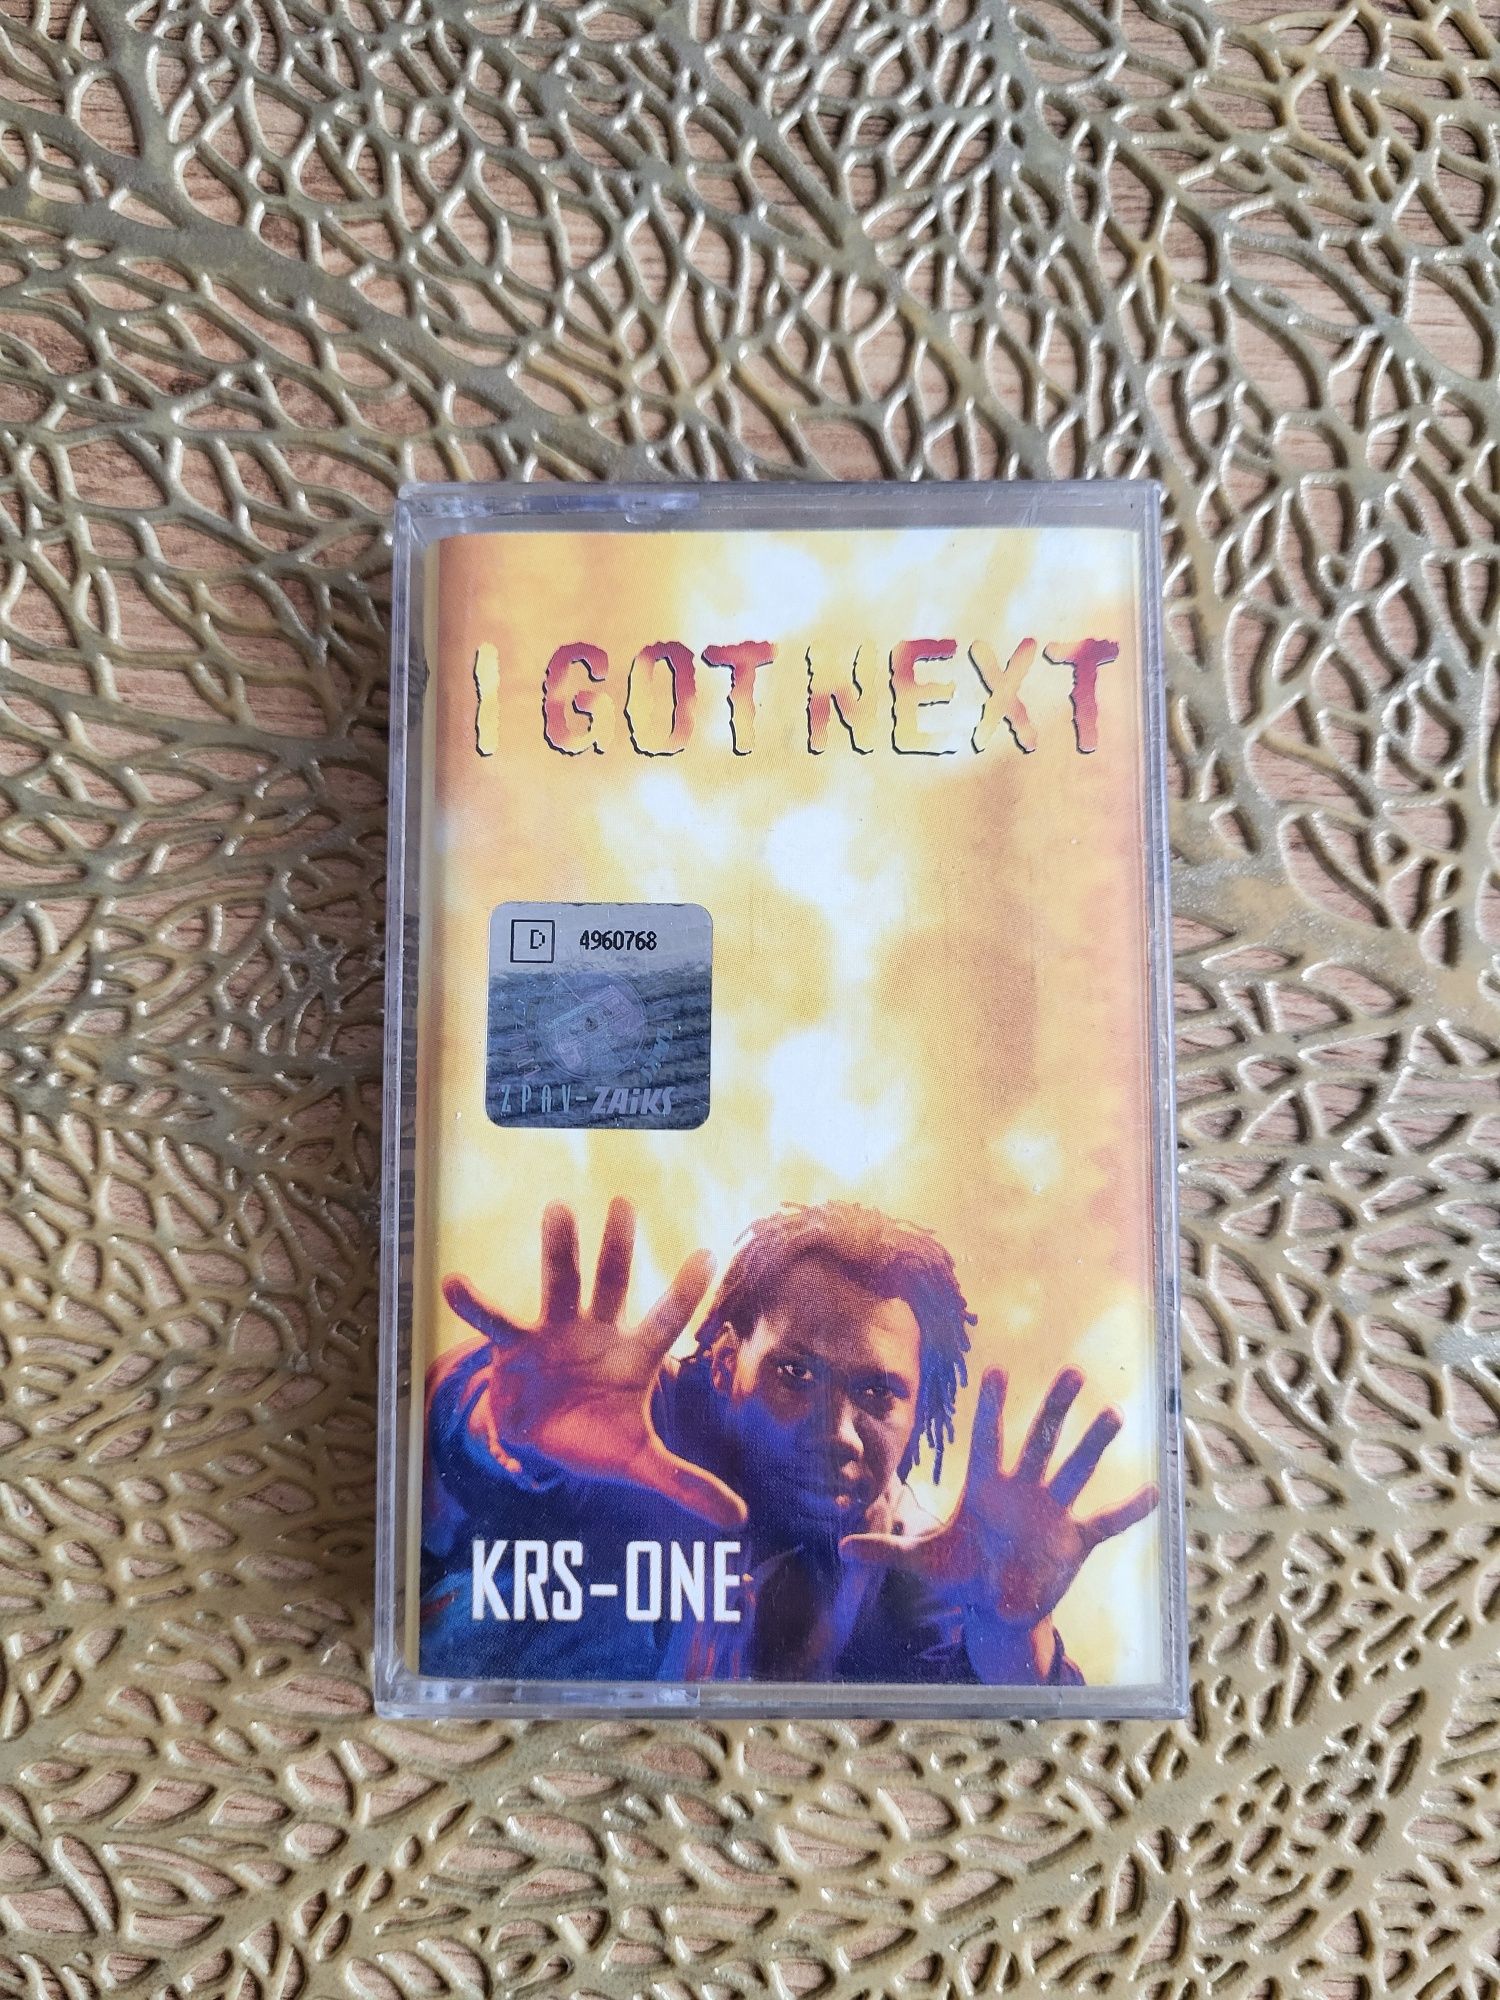 I GOT NEXT
D 4960768
ZPAV-ZAiKS
KRS-ONE